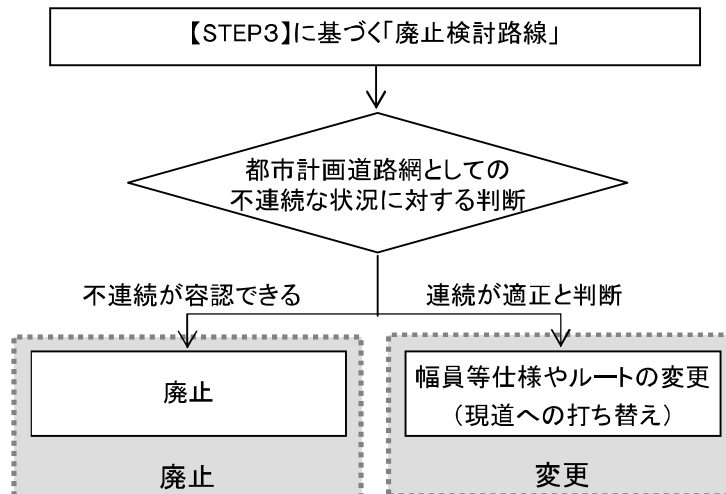 【STEP3】に基づく「廃止検討路線」
都市計画道路網としての
不連続な状況に対する判断
不連続が容認できる
連続が適正と判断
廃止
幅員等仕様やルートの変更
（現道への打ち替え）
廃止
変更